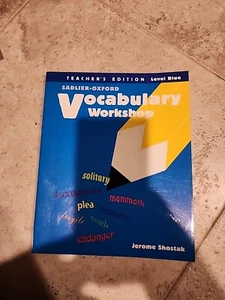 TEACHER'S EDITION Level Blue
SADLIER-OXFORD
Vocabulary
Workshop
solitary
mammoth
plea
endanger
Jerome Shostak